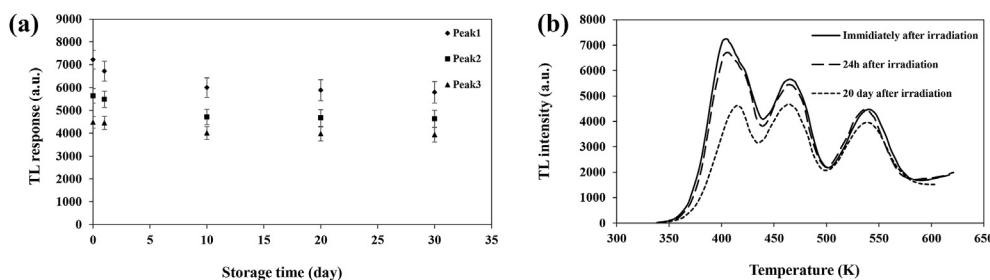 (a)
TL response (a.u.)
9000
8000
7000
6000
5000
4000
3000
2000
1000
0
0 5 10 15 20 25 30 35
Storage time (day)
Peak1
Peak2
Peak3
(b)
TL intensity (a.u.)
8000
7000
6000
5000
4000
3000
2000
1000
0
300 350 400 450 500 550 600 650
Temperature (K)
Immidiately after irradiation
24h after irradiation
20 day after irradiation